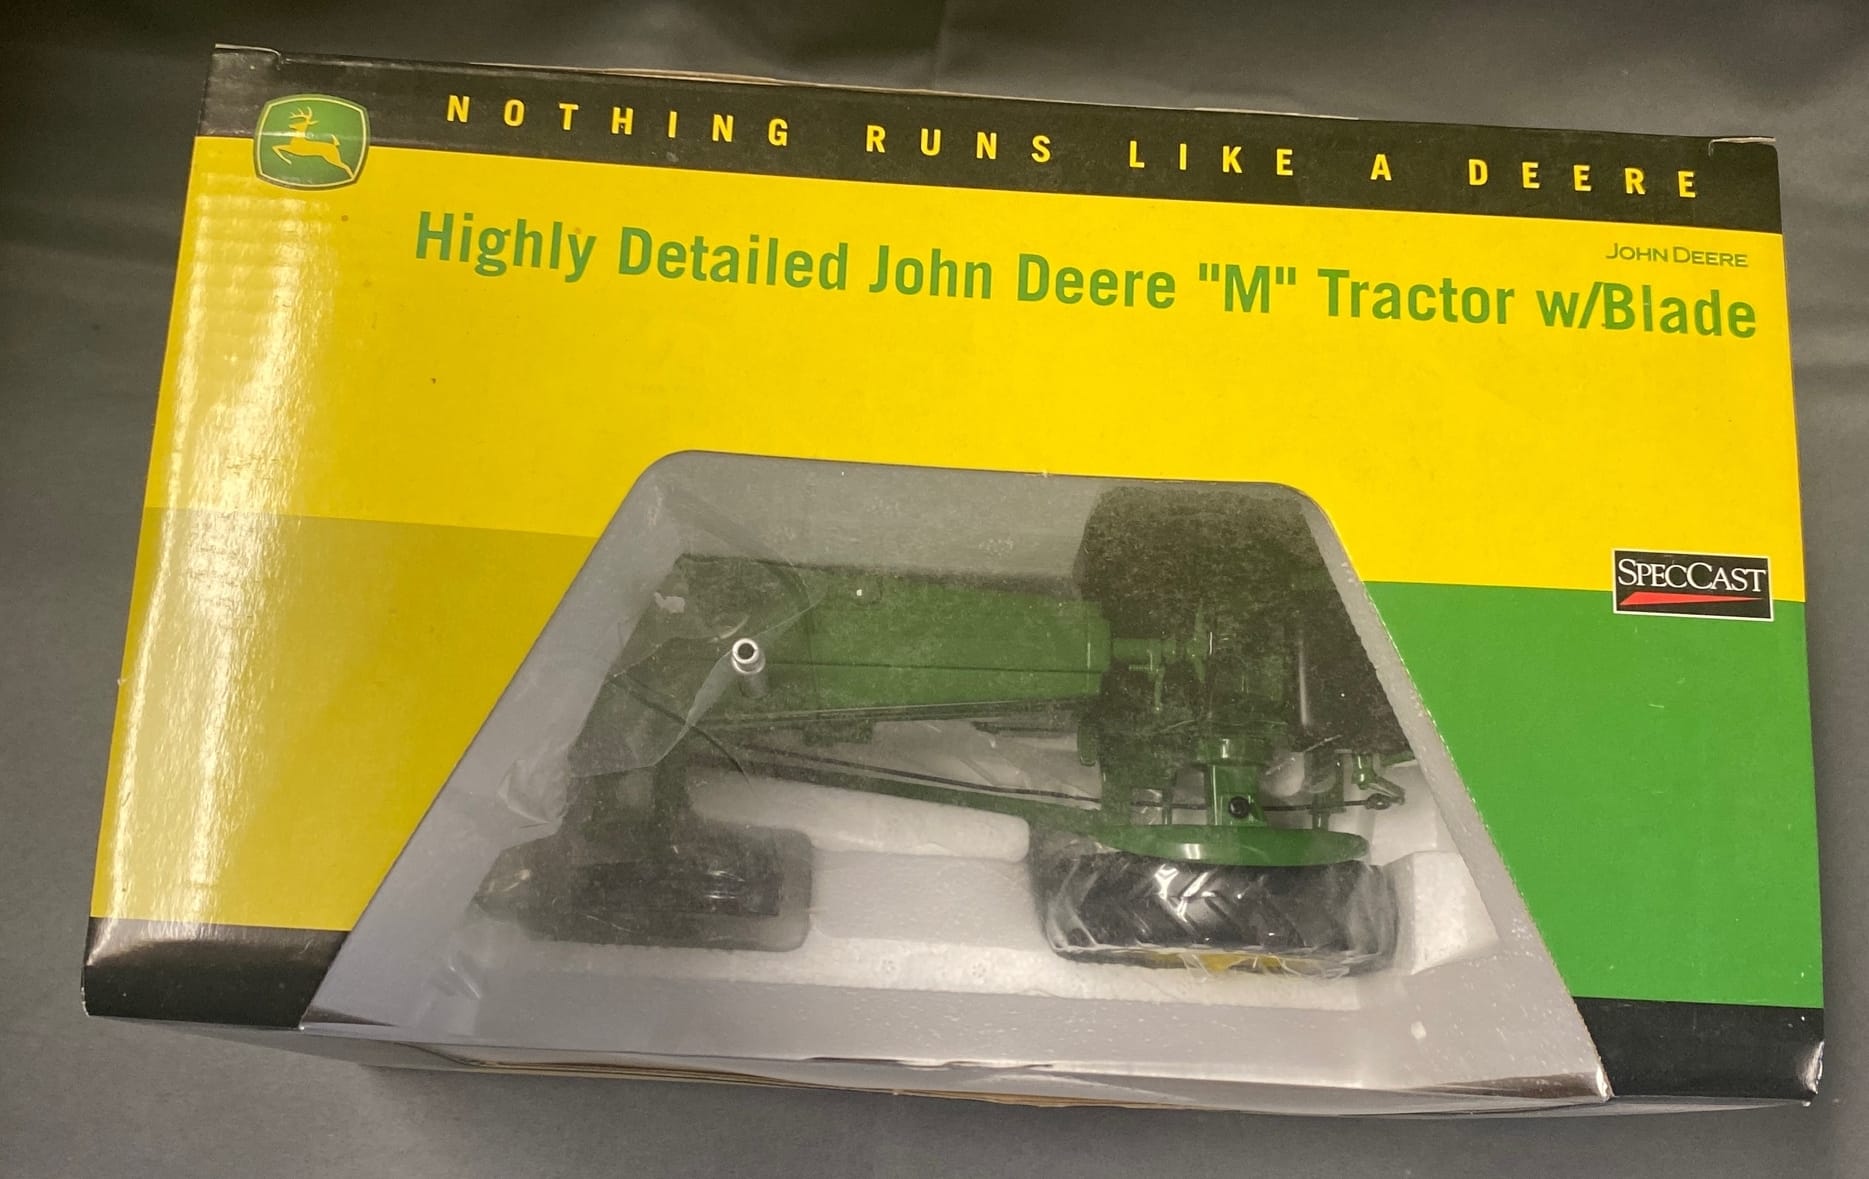 NOTHING RUNS LIKE A DEERE
JOHN DEERE
Highly Detailed John Deere "M" Tractor w/Blade
SPECCAST